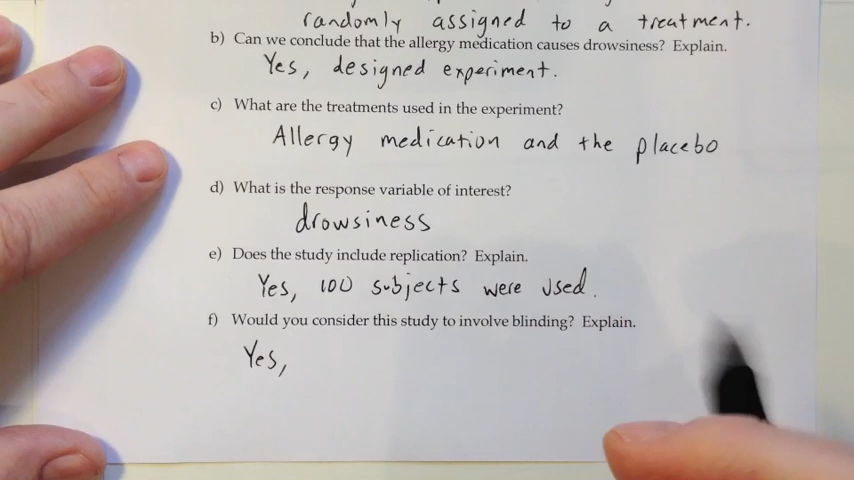 randomly assigned to a treatment.
b) Can we conclude that the allergy medication causes drowsiness? Explain.
Yes, designed experiment.
c) What are the treatments used in the experiment?
Allergy medication and the placebo
d) What is the response variable of interest?
drowsiness
e) Does the study include replication? Explain.
Yes, 100 subjects were used.
f) Would you consider this study to involve blinding? Explain.
Yes,